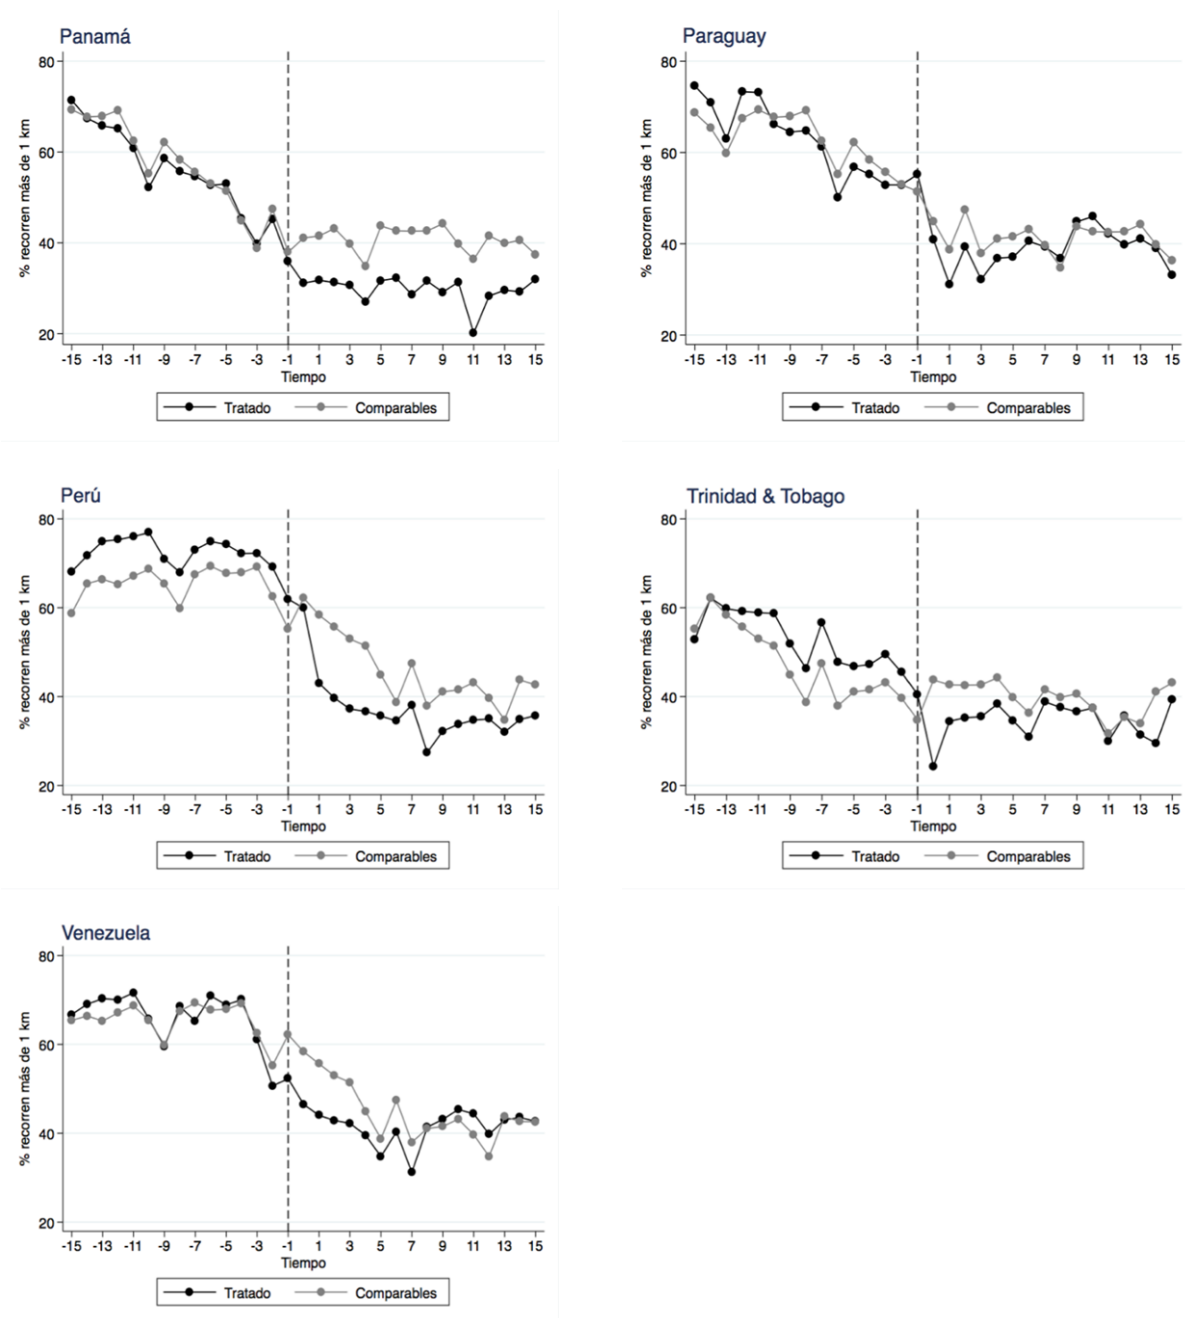 Panamá
% recorren más de 1 km
80
60
40
20
-15 -13 -11 -9 -7 -5 -3 -1 1 3 5 7 9 11 13 15
Tiempo
Tratado Comparables
Paraguay
% recorren más de 1 km
80
60
40
20
-15 -13 -11 -9 -7 -5 -3 -1 1 3 5 7 9 11 13 15
Tiempo
Tratado Comparables
Perú
% recorren más de 1 km
80
60
40
20
-15 -13 -11 -9 -7 -5 -3 -1 1 3 5 7 9 11 13 15
Tiempo
Tratado Comparables
Trinidad & Tobago
% recorren más de 1 km
80
60
40
20
-15 -13 -11 -9 -7 -5 -3 -1 1 3 5 7 9 11 13 15
Tiempo
Tratado Comparables
Venezuela
% recorren más de 1 km
80
60
40
20
-15 -13 -11 -9 -7 -5 -3 -1 1 3 5 7 9 11 13 15
Tiempo
Tratado Comparables